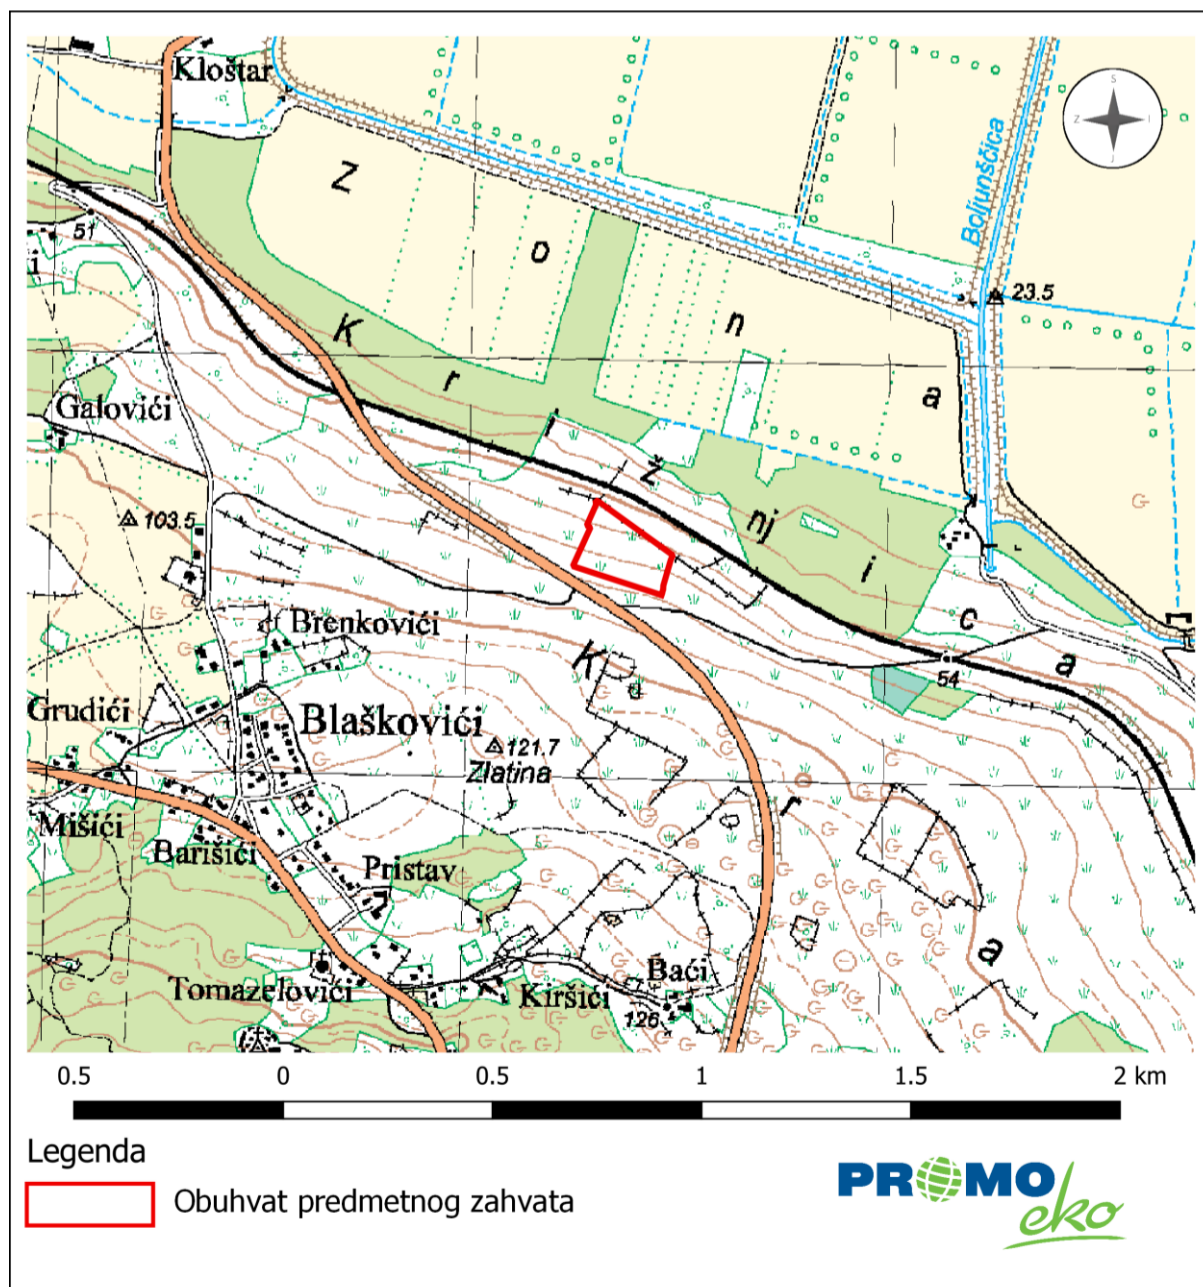 Kloštar
S
Z
I
J
Boljunšćica
Z
o
n
a
51
i
23.5
K
r
i
ž
nj
i
c
a
Galovići
103.5
Brenkovići
Grudići
Blaškovići
121.7
Zlatina
54
K
r
a
Mišići
Barišići
Pristav
Tomazelovići
Kiršići
Baći
126
0.5 0 0.5 1 1.5 2 km
Legenda
Obuhvat predmetnog zahvata
PROMO
eko